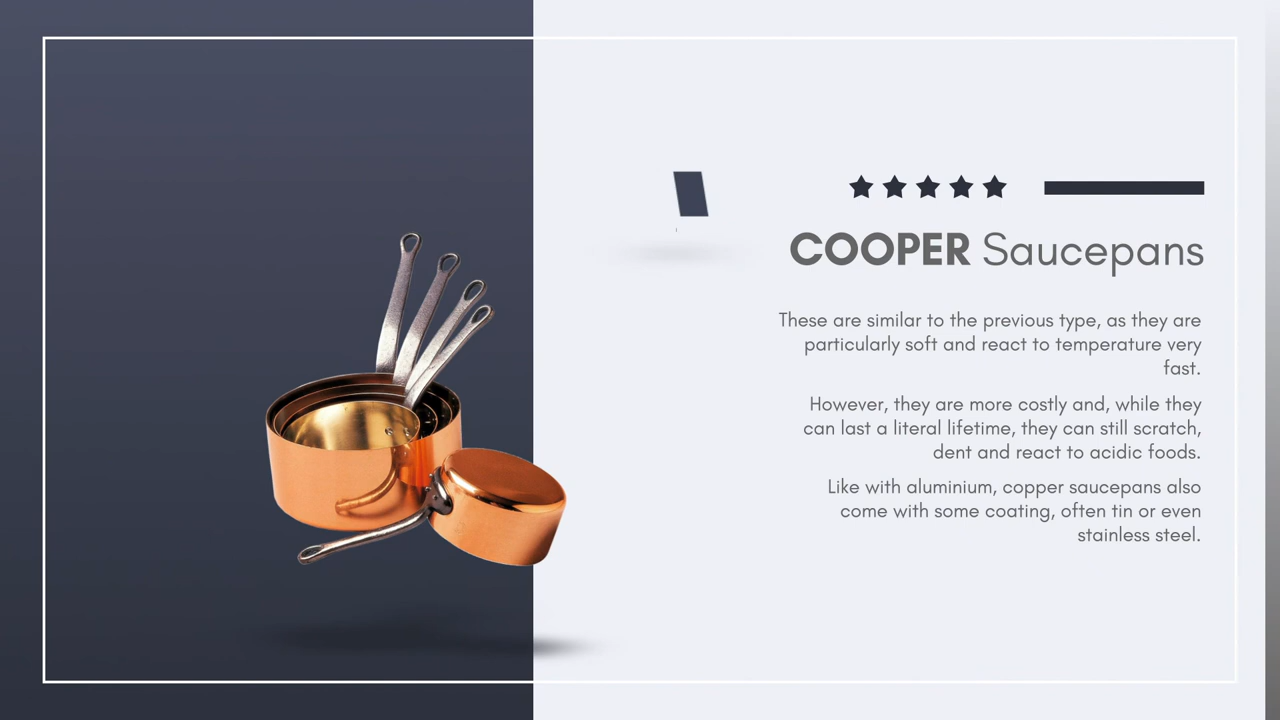 COOPER Saucepans
These are similar to the previous type, as they are
particularly soft and react to temperature very
fast.
However, they are more costly and, while they
can last a literal lifetime, they can still scratch,
dent and react to acidic foods.
Like with aluminium, copper saucepans also
come with some coating, often tin or even
stainless steel.